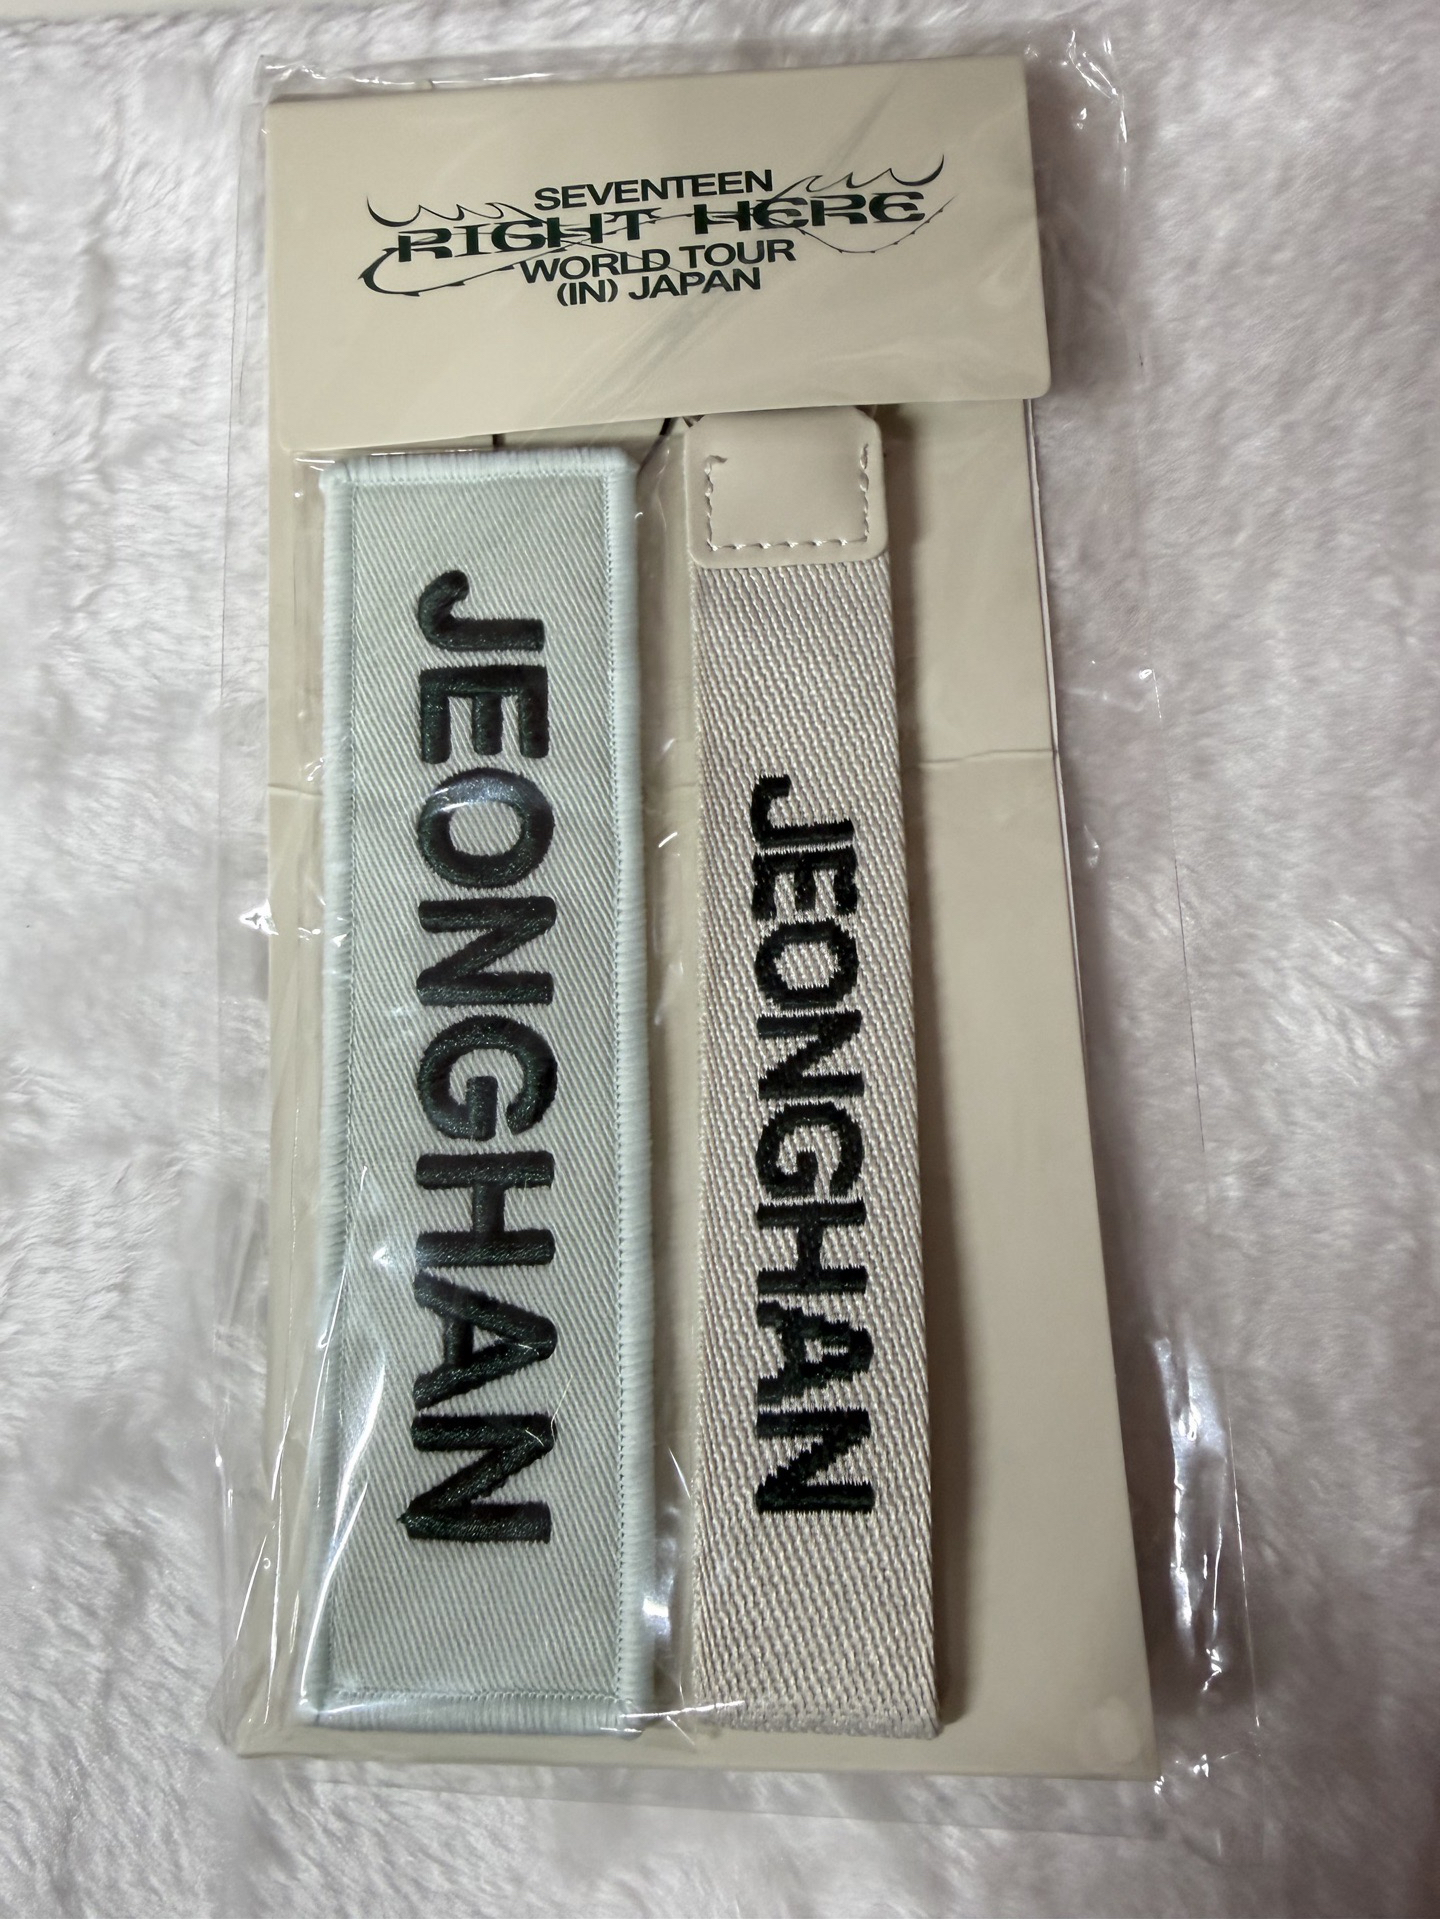 SEVENTEEN
RIGHT HERE
WORLD TOUR
(IN) JAPAN
JEONGHAN
JEONGHAN